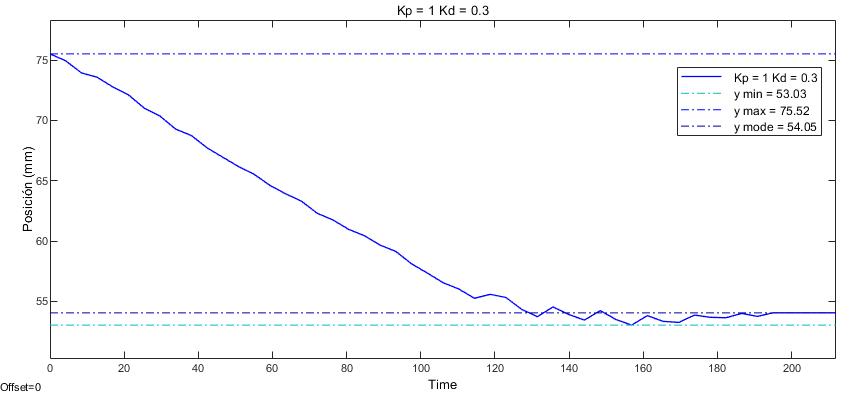 Kp = 1 Kd = 0.3
75
70
65
60
55
Posición (mm)
Kp = 1 Kd = 0.3
y min = 53.03
y max = 75.52
y mode = 54.05
0 20 40 60 80 100 120 140 160 180 200
Time
Offset=0